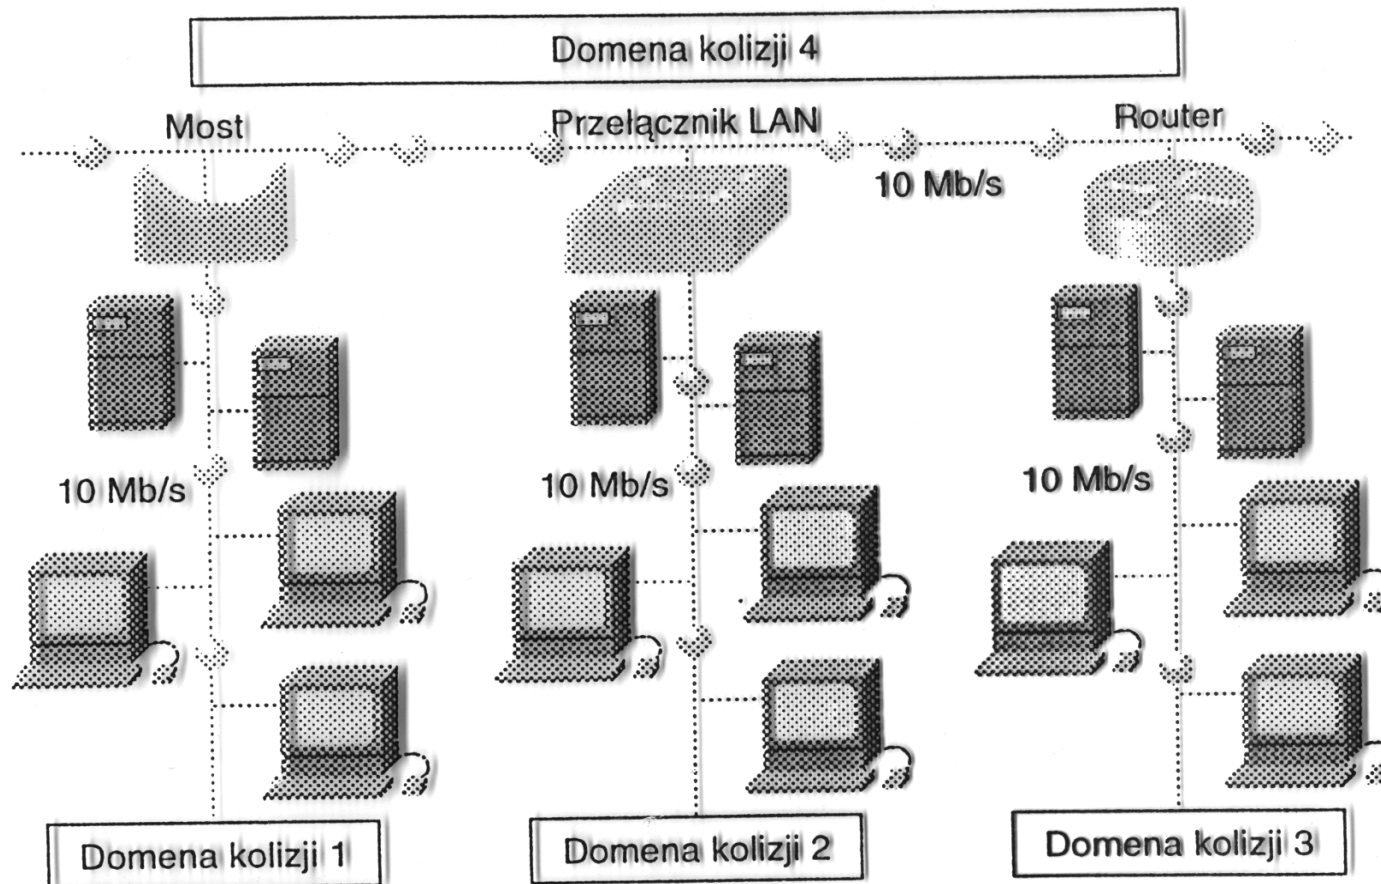 Domena kolizji 4
Most
Przełącznik LAN
Router
10 Mb/s
10 Mb/s
10 Mb/s
10 Mb/s
Domena kolizji 1
Domena kolizji 2
Domena kolizji 3